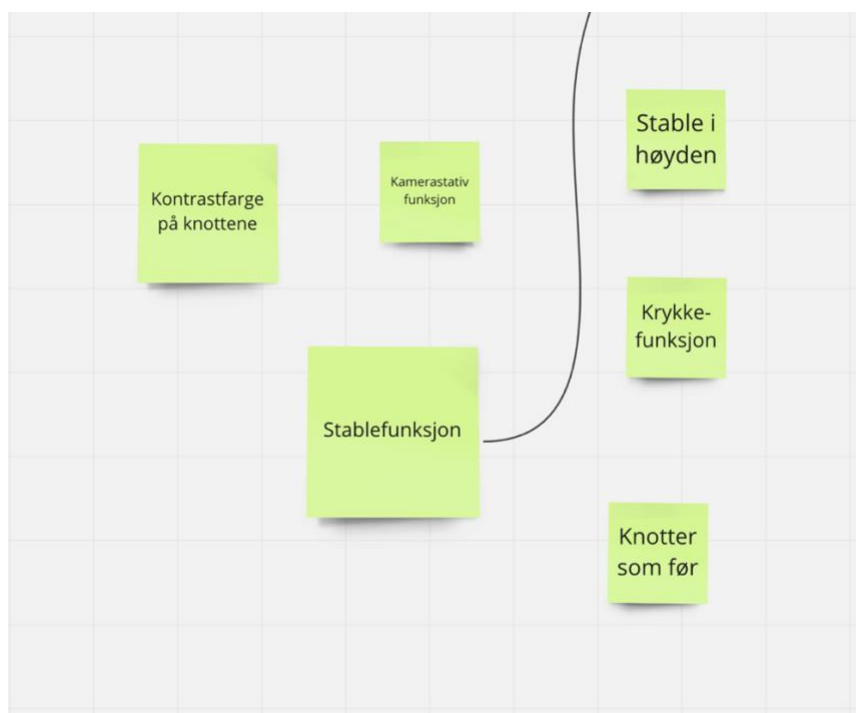 Kontrastfarge
på knottene
Kamerastativ
funksjon
Stable i
høyden
Krykke-
funksjon
Stablefunksjon
Knotter
som før